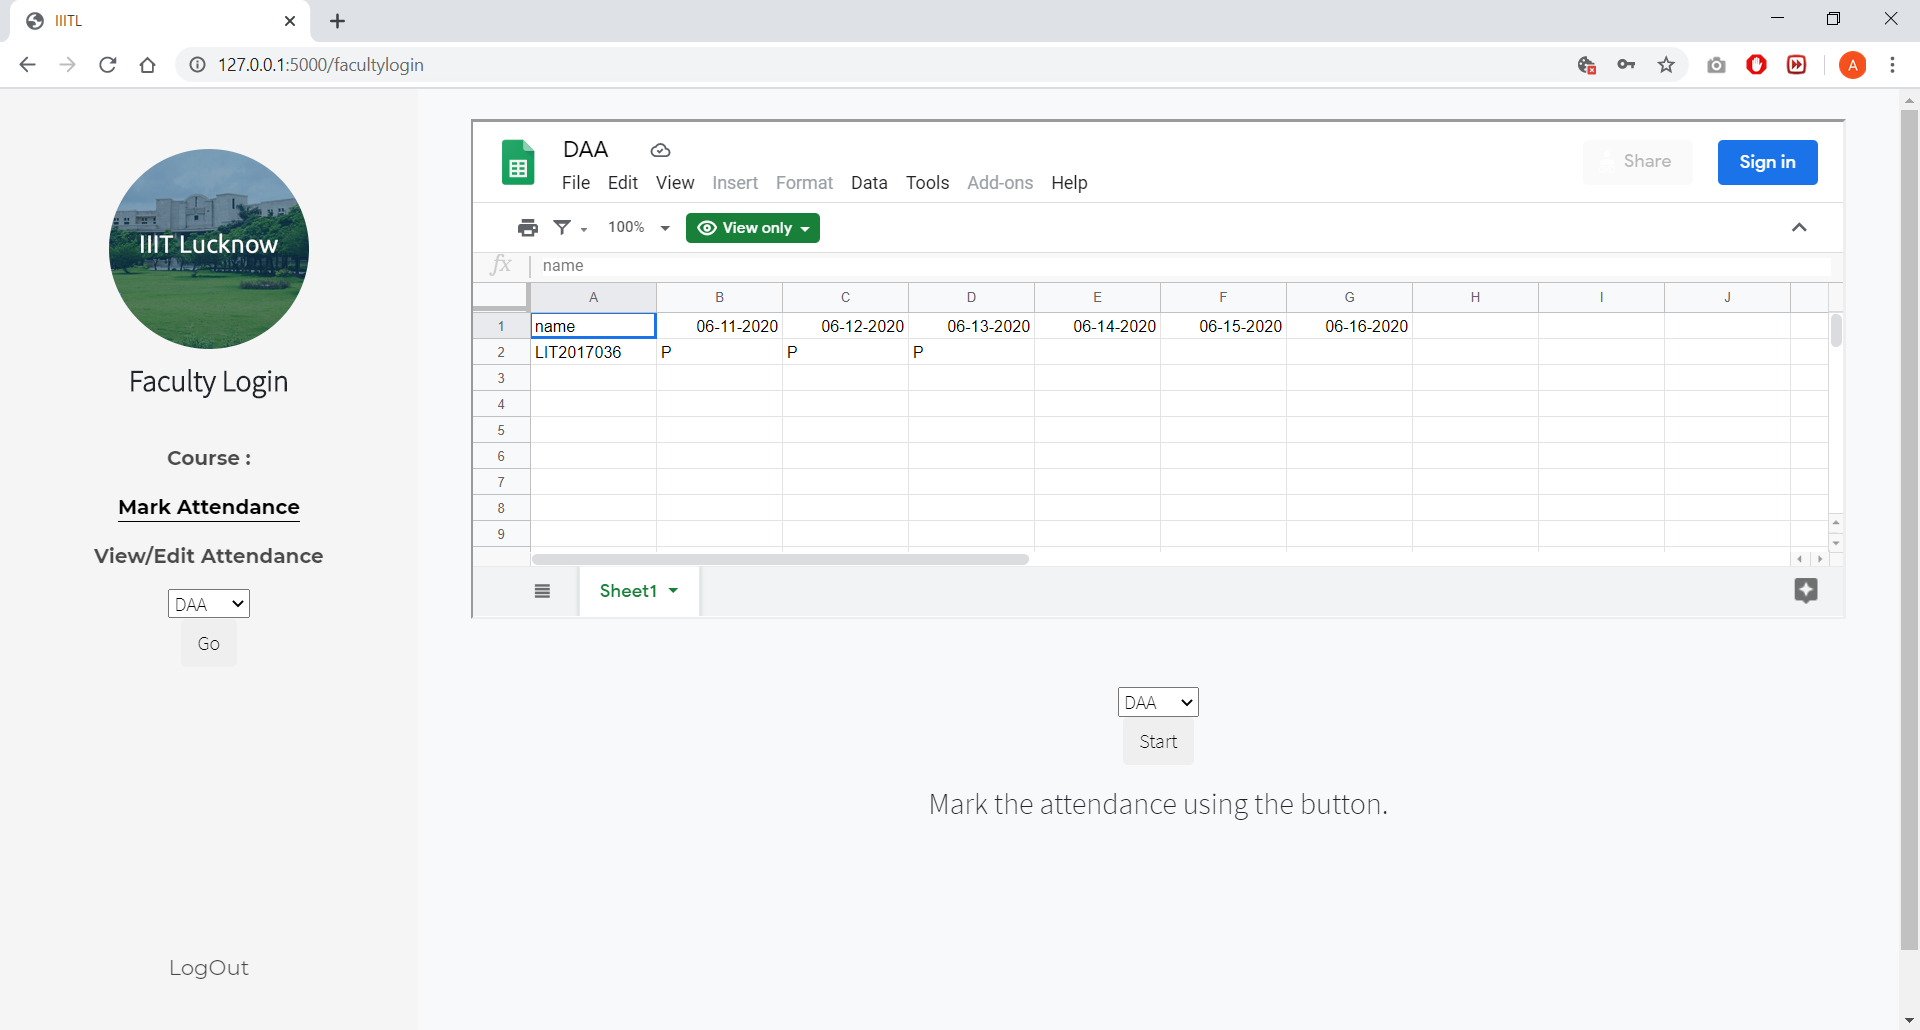 IIITL
127.0.0.1:5000/facultylogin
A
IIIT Lucknow
Faculty Login
Course :
Mark Attendance
View/Edit Attendance
DAA
Go
LogOut
DAA
Share
Sign in
File Edit View Insert Format Data Tools Add-ons Help
100%
View only
fx name
A B C D E F G H I J
1 name 06-11-2020 06-12-2020 06-13-2020 06-14-2020 06-15-2020 06-16-2020
2 LIT2017036 P P P
3
4
5
6
7
8
9
Sheet1
DAA
Start
Mark the attendance using the button.